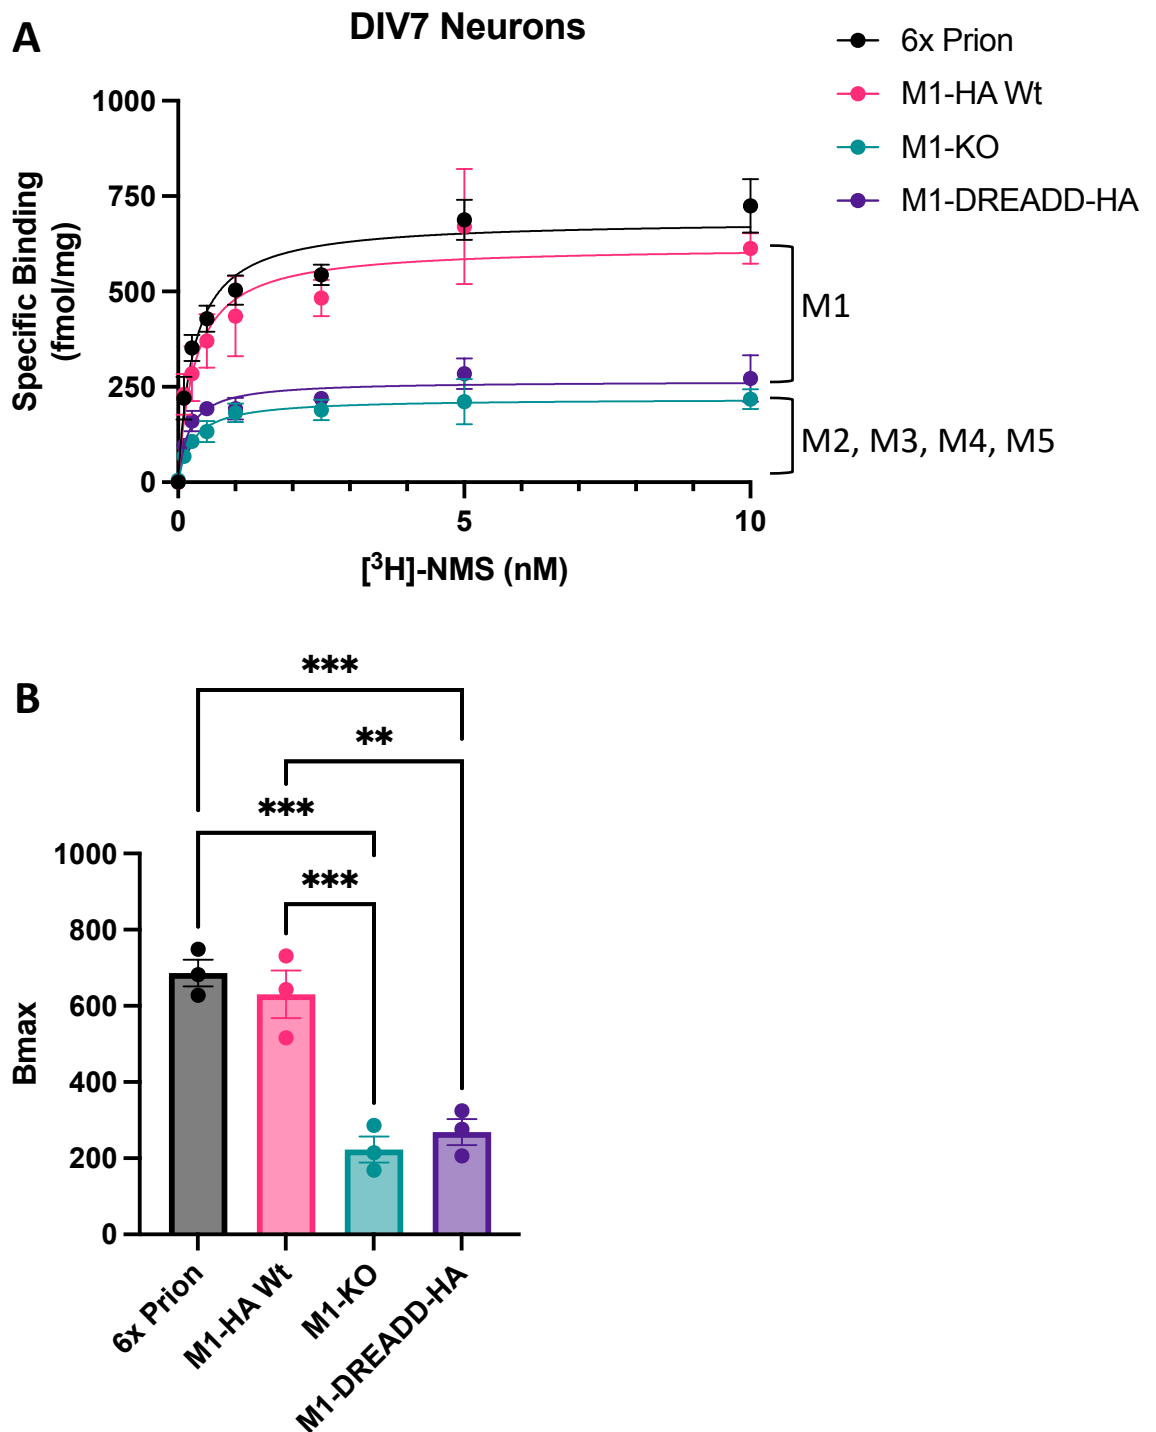 A
DIV7 Neurons
6x Prion
M1-HA Wt
M1-KO
M1-DREADD-HA
Specific Binding
(fmol/mg)
1000
750
500
250
0
0 5 10
[³H]-NMS (nM)
M1
M2, M3, M4, M5
B
***
**
***
***
Bmax
1000
800
600
400
200
0
6x Prion
M1-HA Wt
M1-KO
M1-DREADD-HA